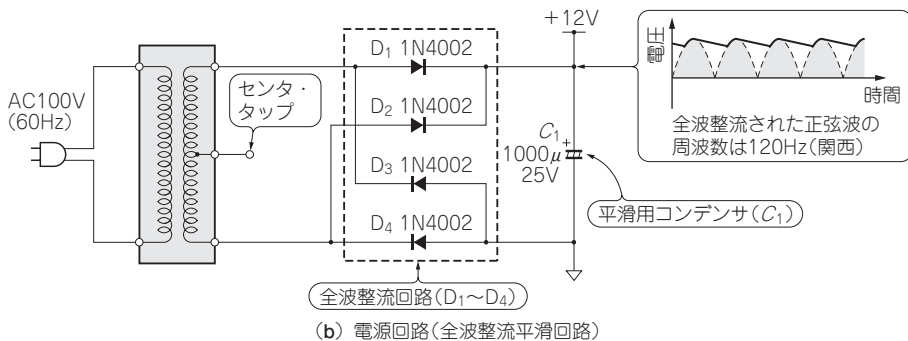 AC100V
(60Hz)
センタ・
タップ
D1 1N4002
D2 1N4002
D3 1N4002
D4 1N4002
全波整流回路(D1〜D4)
+12V
C1
+
1000μ
25V
平滑用コンデンサ(C1)
電圧
時間
全波整流された正弦波の
周波数は120Hz(関西)
(b) 電源回路(全波整流平滑回路)